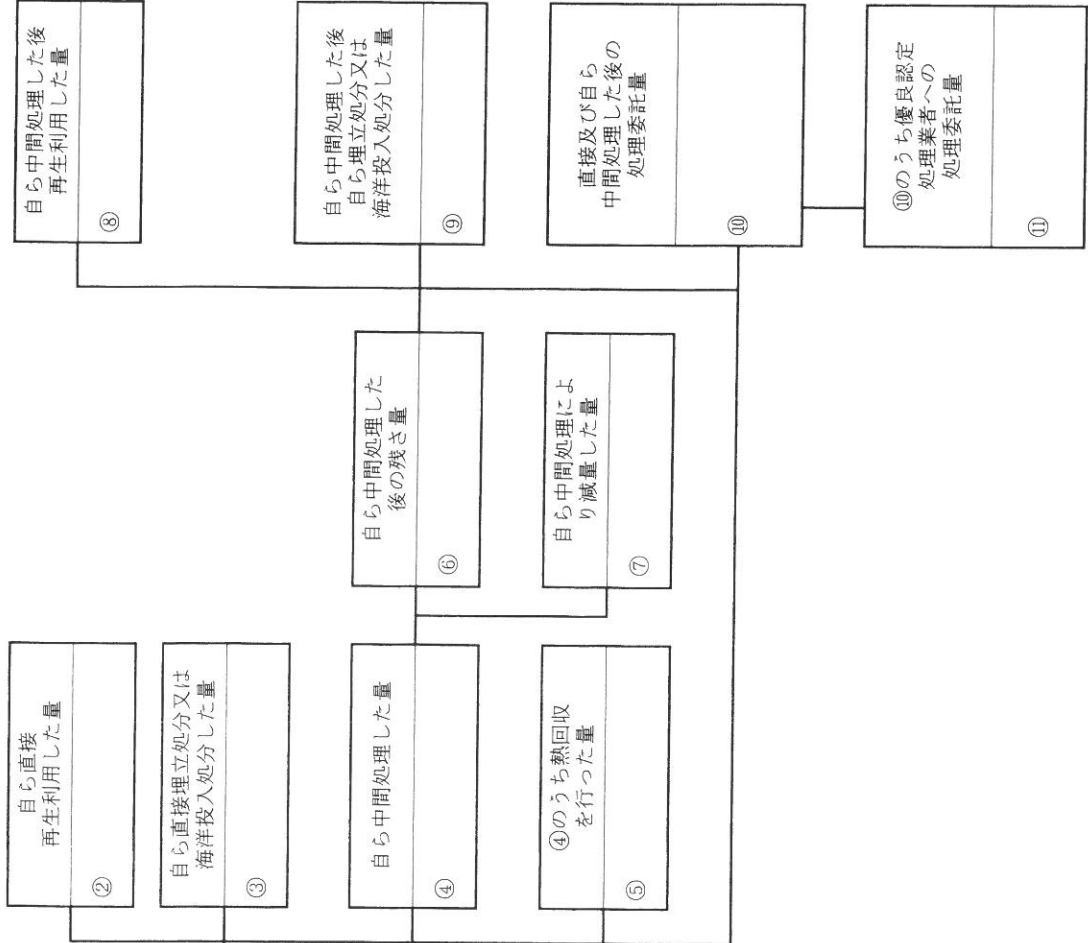 自ら直接
再生利用した量
②
自ら直接埋立処分又は
海洋投入処分した量
③
自ら中間処理した量
④
④のうち熱回収
を行った量
⑤
自ら中間処理した
後の残さ量
⑥
自ら中間処理によ
り減量した量
⑦
自ら中間処理した後
再生利用した量
⑧
自ら中間処理した後
自ら埋立処分又は
海洋投入処分した量
⑨
直接及び自ら
中間処理した後の
処理委託量
⑩
⑩のうち優良認定
処理業者への
処理委託量
⑪